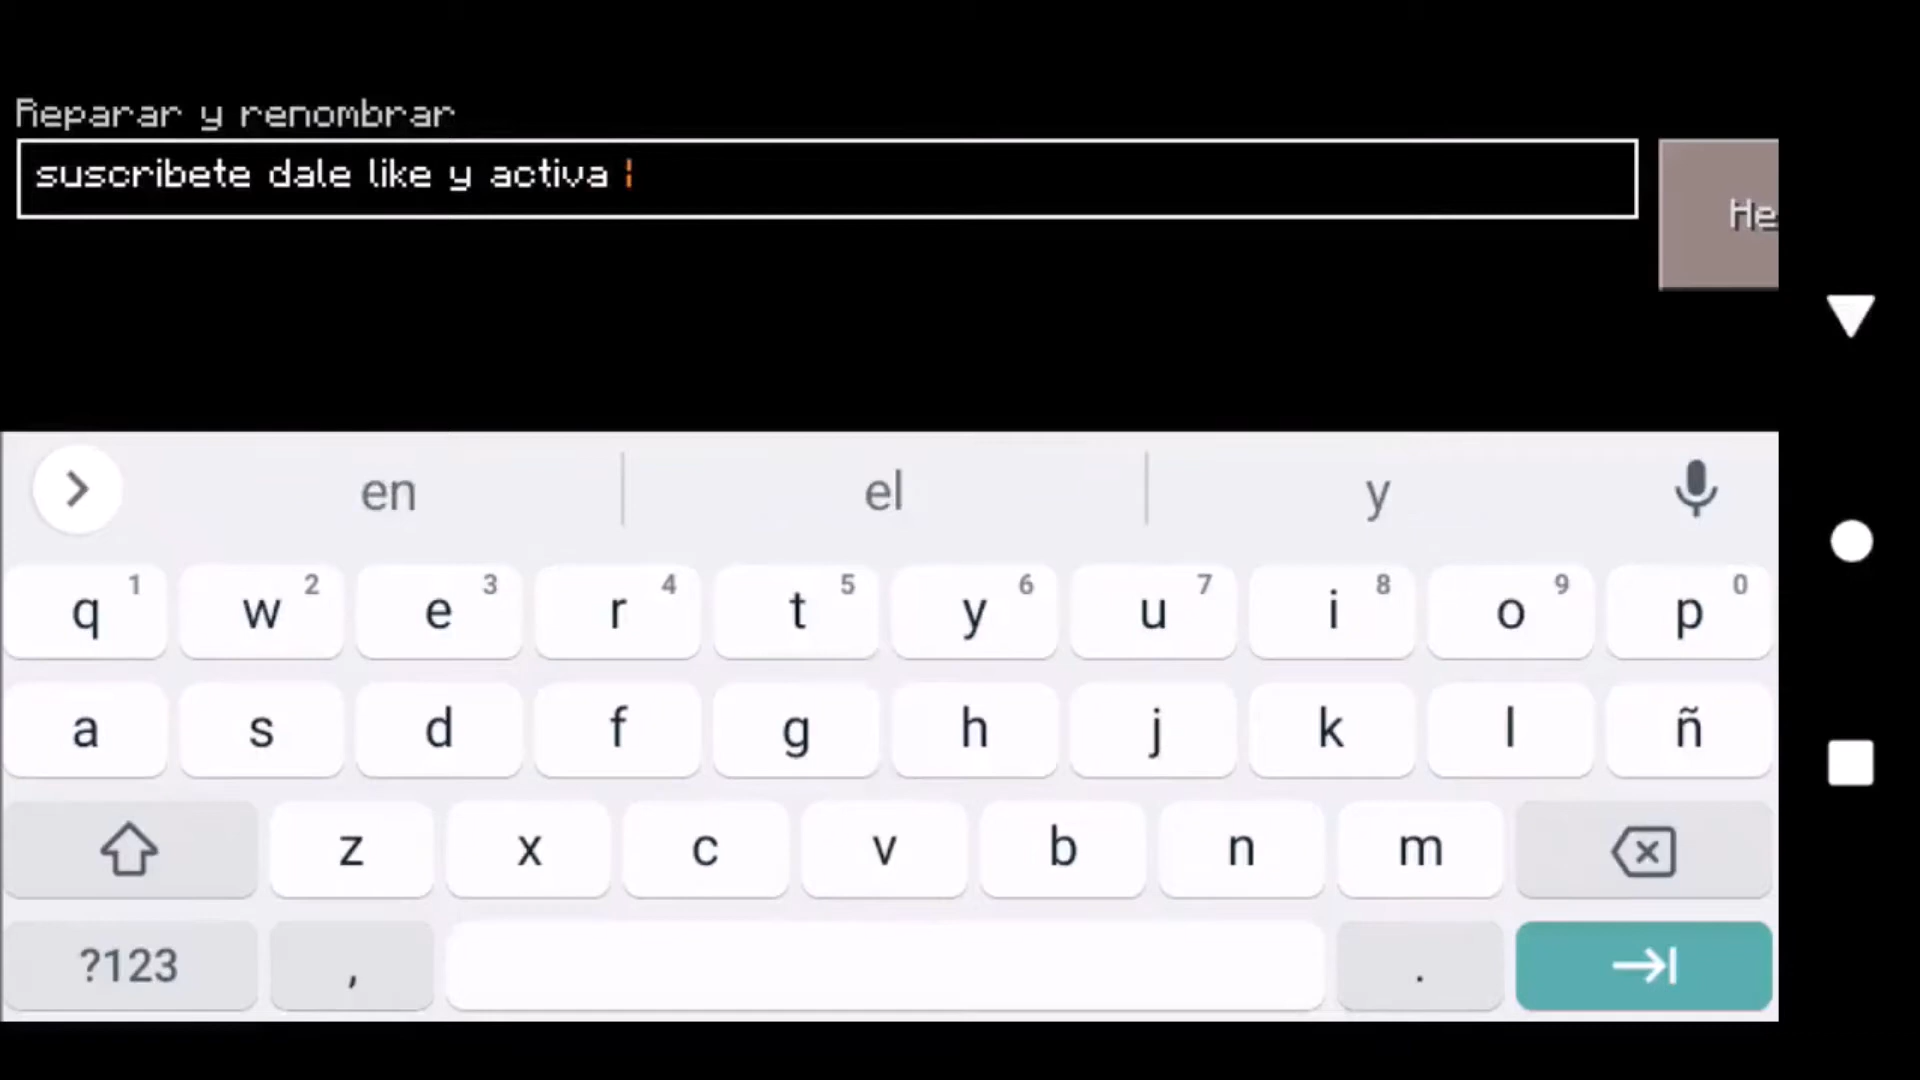 Reparar y renombrar
suscribete dale like y activa
He
en el y
q 1 w 2 e 3 r 4 t 5 y 6 u 7 i 8 o 9 p 0
a s d f g h j k l ñ
z x c v b n m
?123 , .